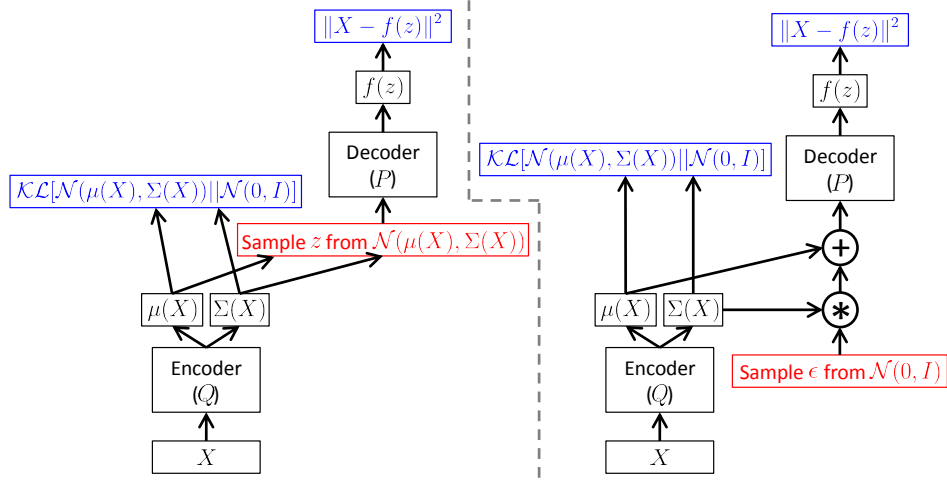 ‖X − f(z)‖²
f(z)
Decoder
(P)
𝒦ℒ[𝒩(μ(X), Σ(X))||𝒩(0, I)]
Sample z from 𝒩(μ(X), Σ(X))
μ(X) Σ(X)
Encoder
(Q)
X
‖X − f(z)‖²
f(z)
Decoder
(P)
𝒦ℒ[𝒩(μ(X), Σ(X))||𝒩(0, I)]
+
μ(X) Σ(X) *
Sample ϵ from 𝒩(0, I)
Encoder
(Q)
X